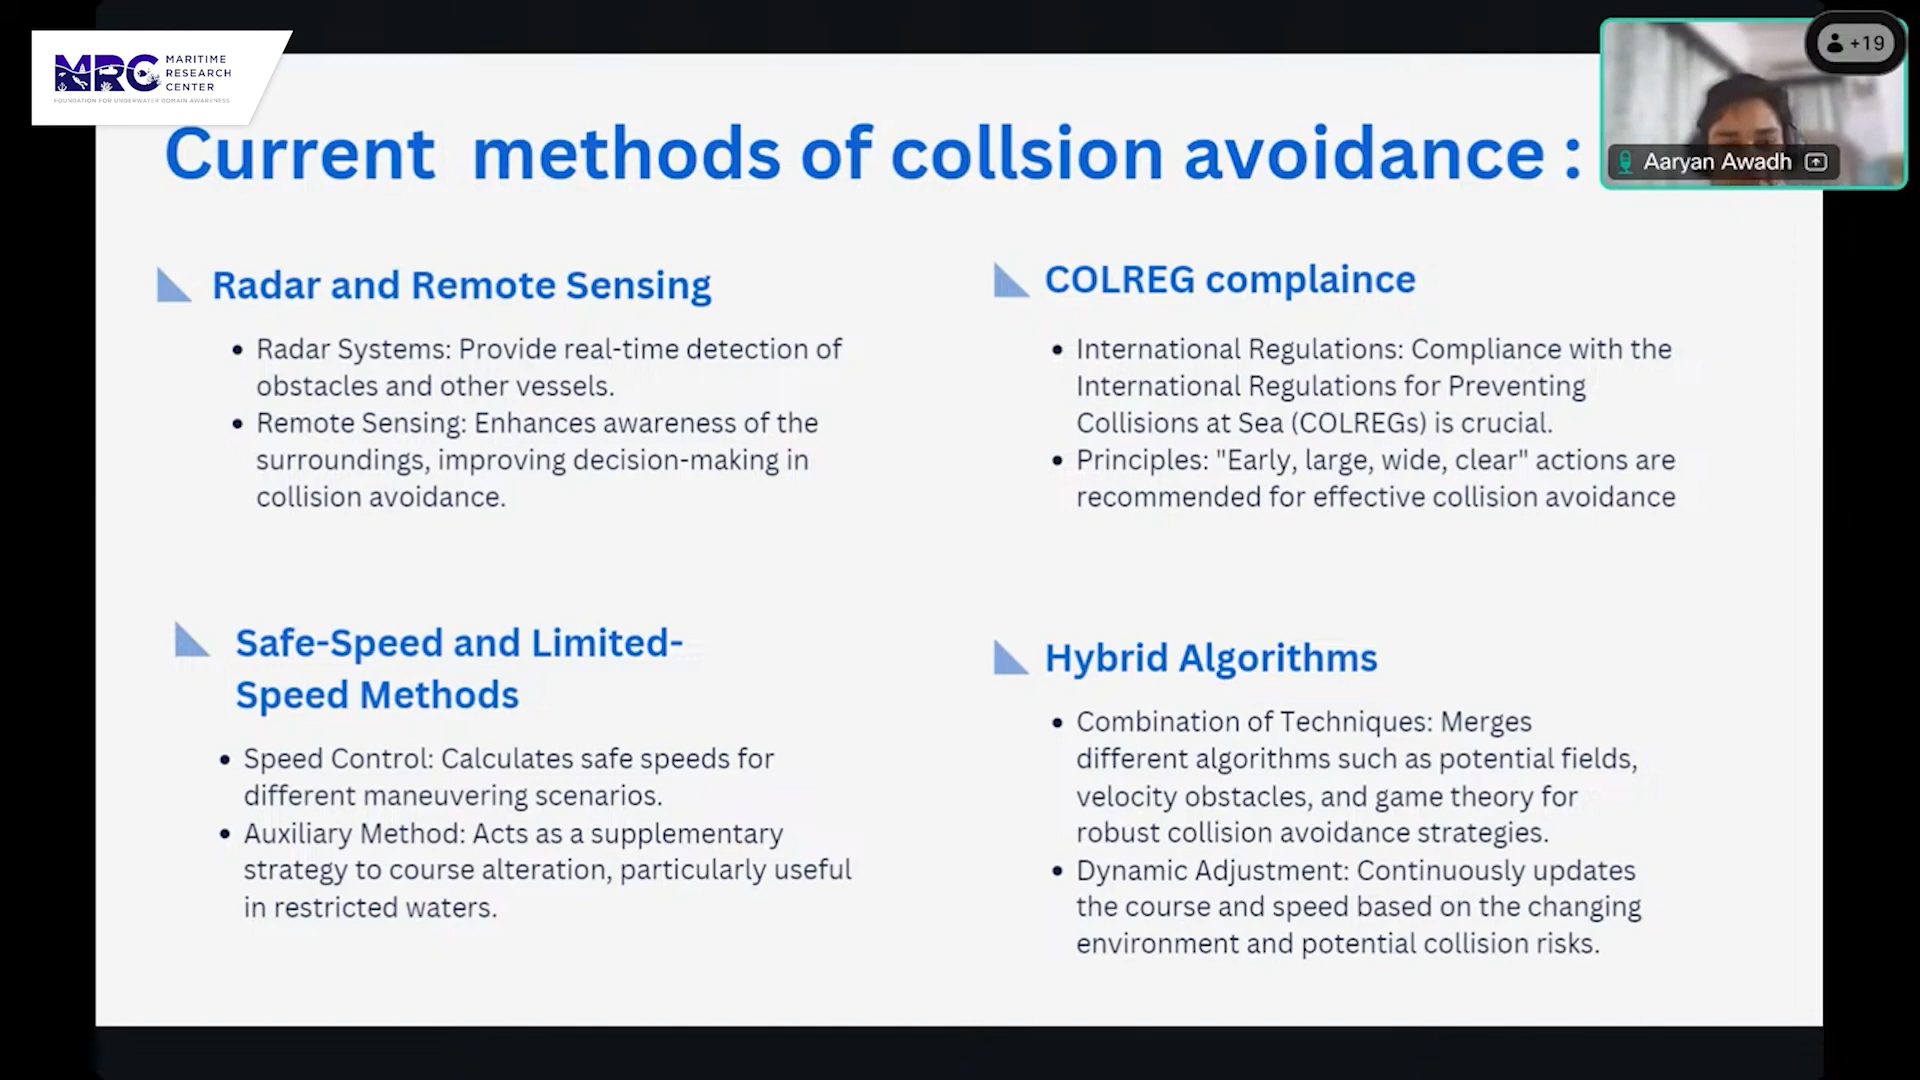 MRC MARITIME
RESEARCH
CENTER
FOUNDATION FOR UNDERWATER DOMAIN AWARENESS
+19
Aaryan Awadh
Current methods of collsion avoidance :
Radar and Remote Sensing
Radar Systems: Provide real-time detection of
obstacles and other vessels.
Remote Sensing: Enhances awareness of the
surroundings, improving decision-making in
collision avoidance.
COLREG complaince
International Regulations: Compliance with the
International Regulations for Preventing
Collisions at Sea (COLREGs) is crucial.
Principles: "Early, large, wide, clear" actions are
recommended for effective collision avoidance
Safe-Speed and Limited-
Speed Methods
Speed Control: Calculates safe speeds for
different maneuvering scenarios.
Auxiliary Method: Acts as a supplementary
strategy to course alteration, particularly useful
in restricted waters.
Hybrid Algorithms
Combination of Techniques: Merges
different algorithms such as potential fields,
velocity obstacles, and game theory for
robust collision avoidance strategies.
Dynamic Adjustment: Continuously updates
the course and speed based on the changing
environment and potential collision risks.